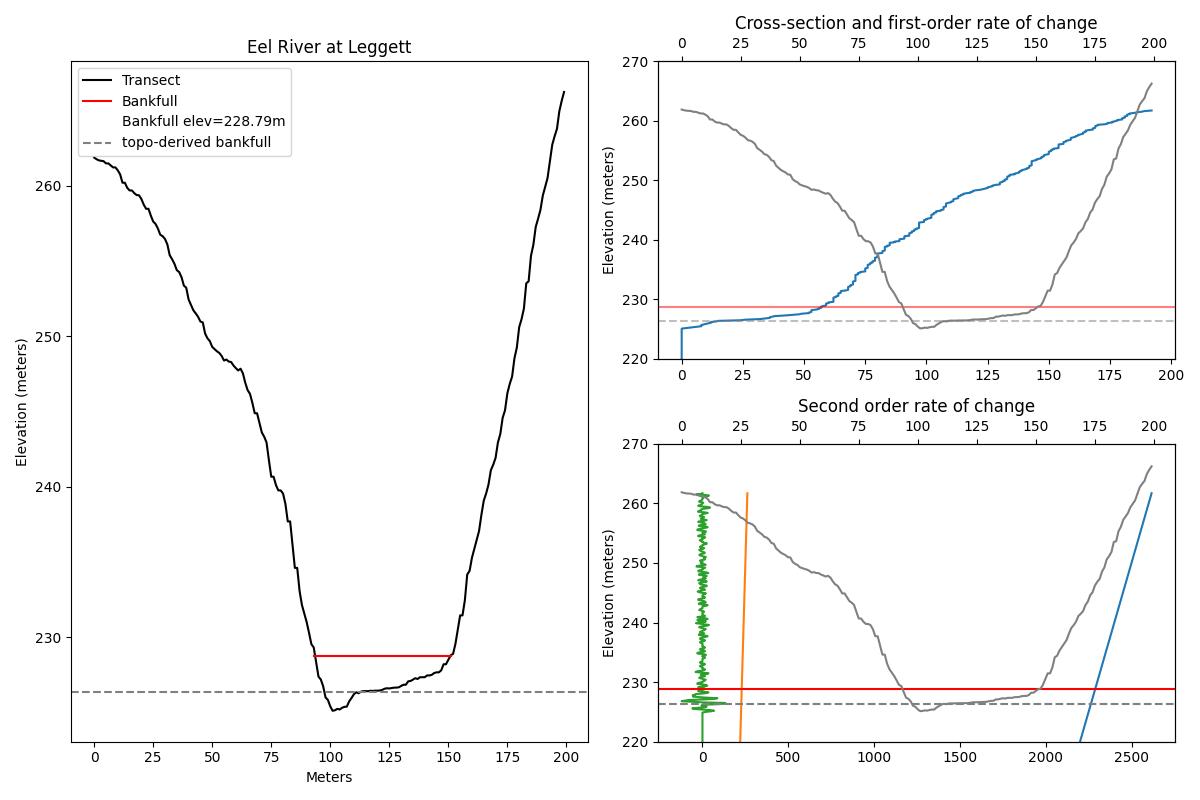 Eel River at Leggett
Transect
Bankfull
Bankfull elev=228.79m
topo-derived bankfull
Elevation (meters)
260
250
240
230
0 25 50 75 100 125 150 175 200
Meters
Cross-section and first-order rate of change
0 25 50 75 100 125 150 175 200
Elevation (meters)
270
260
250
240
230
220
0 25 50 75 100 125 150 175 200
Second order rate of change
0 25 50 75 100 125 150 175 200
Elevation (meters)
270
260
250
240
230
220
0 500 1000 1500 2000 2500